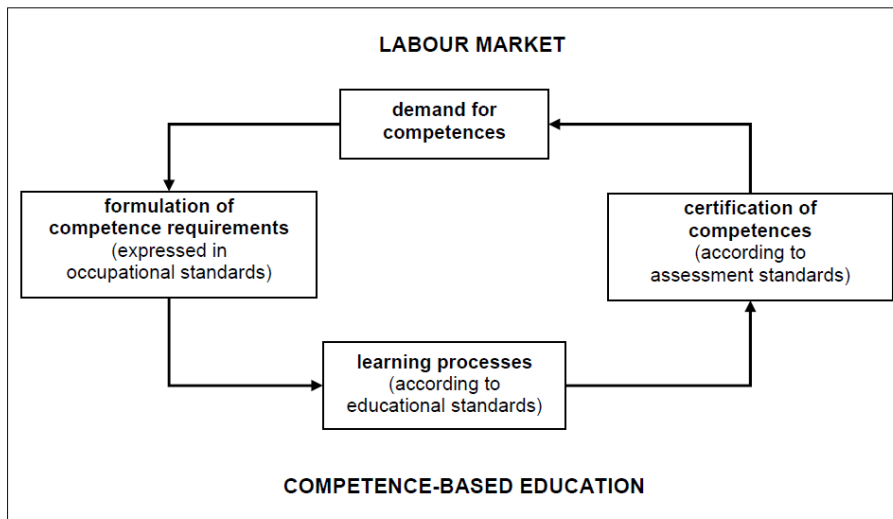 LABOUR MARKET
demand for
competences
formulation of
competence requirements
(expressed in
occupational standards)
certification of
competences
(according to
assessment standards)
learning processes
(according to
educational standards)
COMPETENCE-BASED EDUCATION